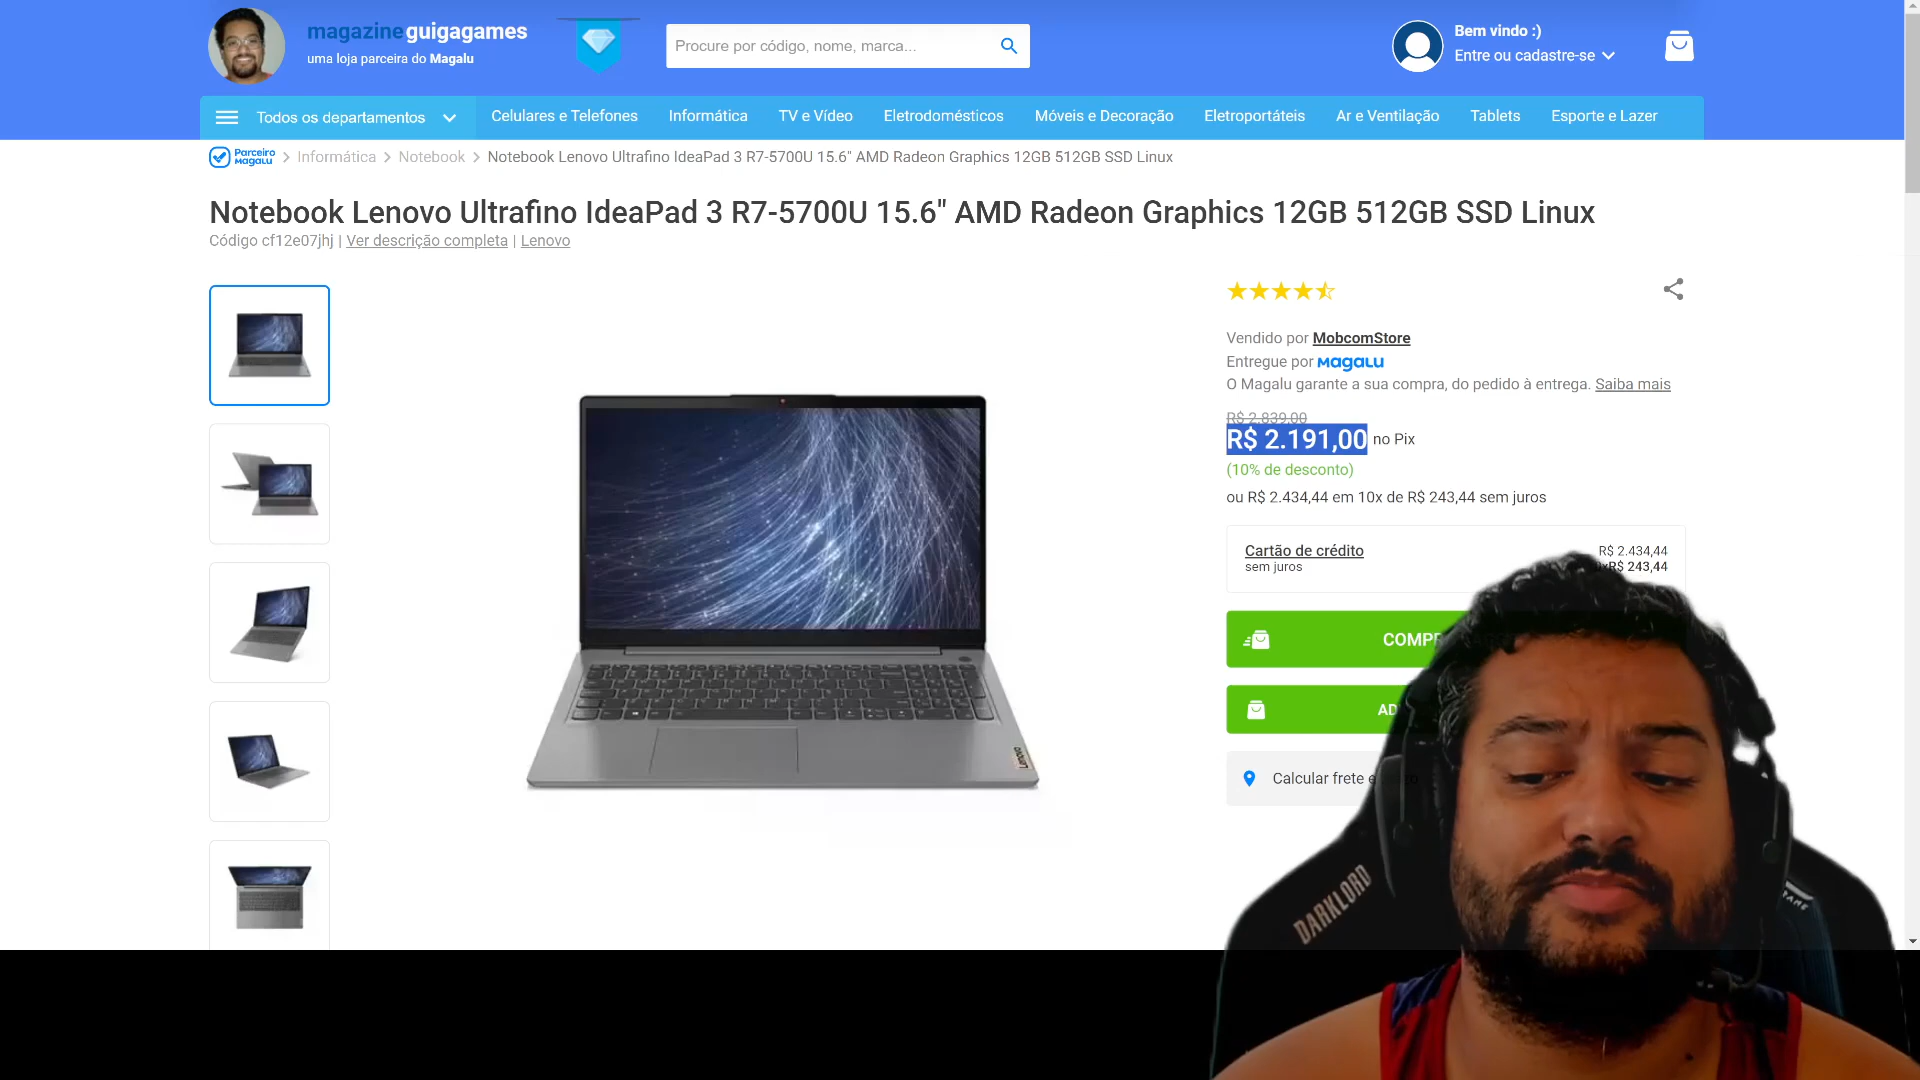 magazineguigagames
uma loja parceira do Magalu
Procure por código, nome, marca...
Bem vindo :)
Entre ou cadastre-se
Todos os departamentos
Celulares e Telefones
Informática
TV e Vídeo
Eletrodomésticos
Móveis e Decoração
Eletroportáteis
Ar e Ventilação
Tablets
Esporte e Lazer
Parceiro Magalu > Informática > Notebook > Notebook Lenovo Ultrafino IdeaPad 3 R7-5700U 15.6" AMD Radeon Graphics 12GB 512GB SSD Linux
Notebook Lenovo Ultrafino IdeaPad 3 R7-5700U 15.6" AMD Radeon Graphics 12GB 512GB SSD Linux
Código cf12e07jhj | Ver descrição completa | Lenovo
Vendido por MobcomStore
Entregue por Magalu
O Magalu garante a sua compra, do pedido à entrega. Saiba mais
R$ 2.839,00
R$ 2.191,00 no Pix
(10% de desconto)
ou R$ 2.434,44 em 10x de R$ 243,44 sem juros
Cartão de crédito
R$ 2.434,44
sem juros
R$ 243,44
COMPR
AD
Calcular frete e
Lenovo
DARKLORD